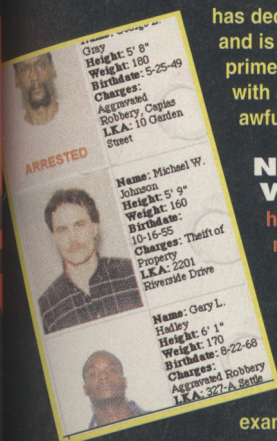 Gray
Height: 5' 8"
Weight: 180
Birthdate: 5-25-49
Charges:
Aggravated
Robbery, Capias
LKA: 10 Garden
Street
ARRESTED
Name: Michael W.
Johnson
Height: 5' 9"
Weight: 160
Birthdate:
10-16-55
Charges: Theift of
Property
LKA: 2201
Riverside Drive
Name: Gary L.
Hadley
Height: 6' 1"
Weight: 170
Birthdate: 8-22-68
Charges:
Aggravated Robbery
LKA: 327-A Settle
has dec
and is
prime
with
awfu
N
V
h
exar